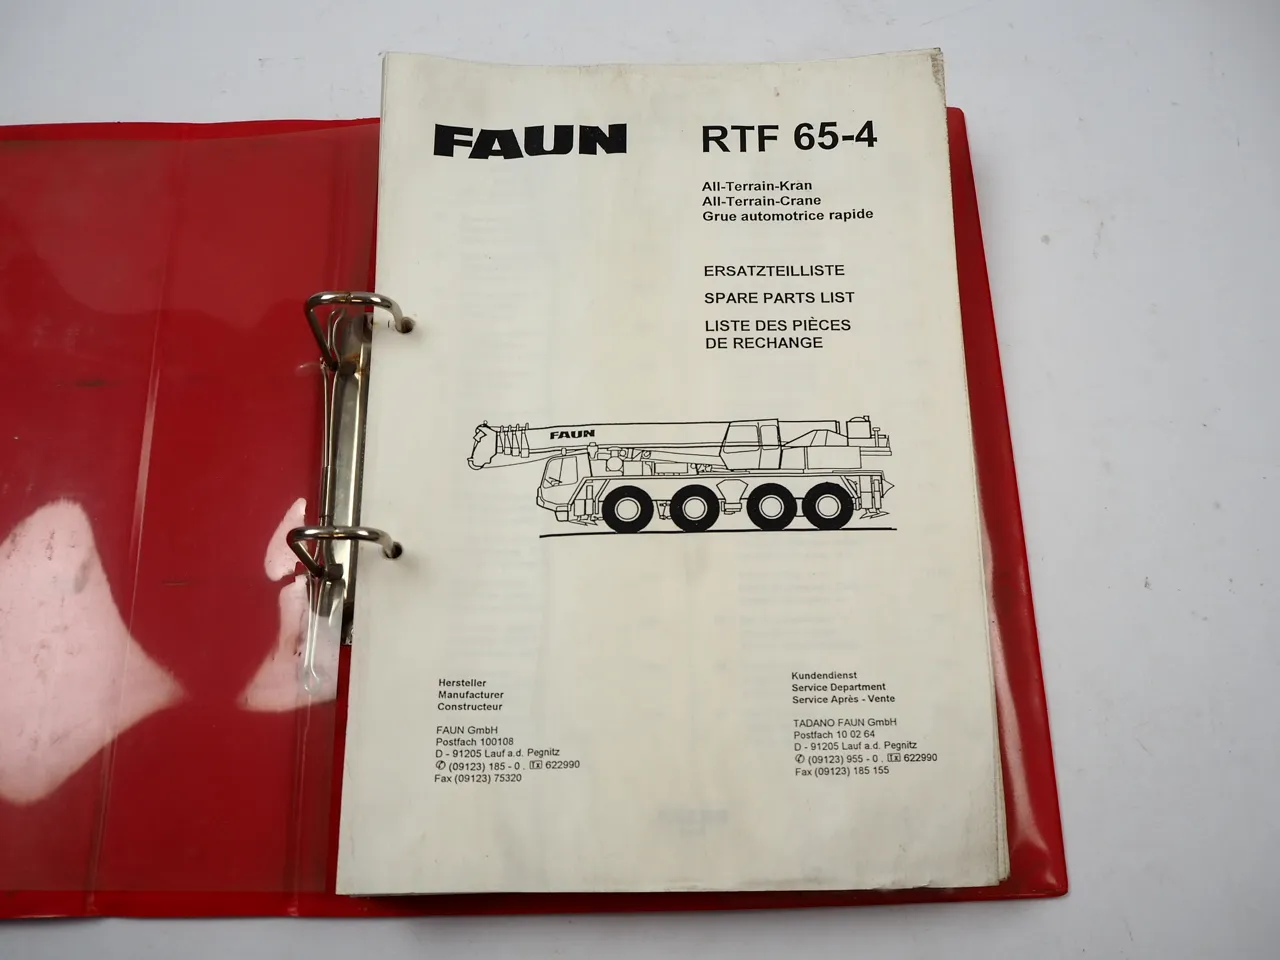 FAUN
RTF 65-4
All-Terrain-Kran
All-Terrain-Crane
Grue automotrice rapide
ERSATZTEILLISTE
SPARE PARTS LIST
LISTE DES PIÈCES
DE RECHANGE
FAUN
Hersteller
Manufacturer
Constructeur
FAUN GmbH
Postfach 100108
D - 91205 Lauf a.d. Pegnitz
✆ (09123) 185 - 0 . Tx 622990
Fax (09123) 75320
Kundendienst
Service Department
Service Après - Vente
TADANO FAUN GmbH
Postfach 10 02 64
D - 91205 Lauf a.d. Pegnitz
✆ (09123) 955 - 0 . Tx 622990
Fax (09123) 185 155